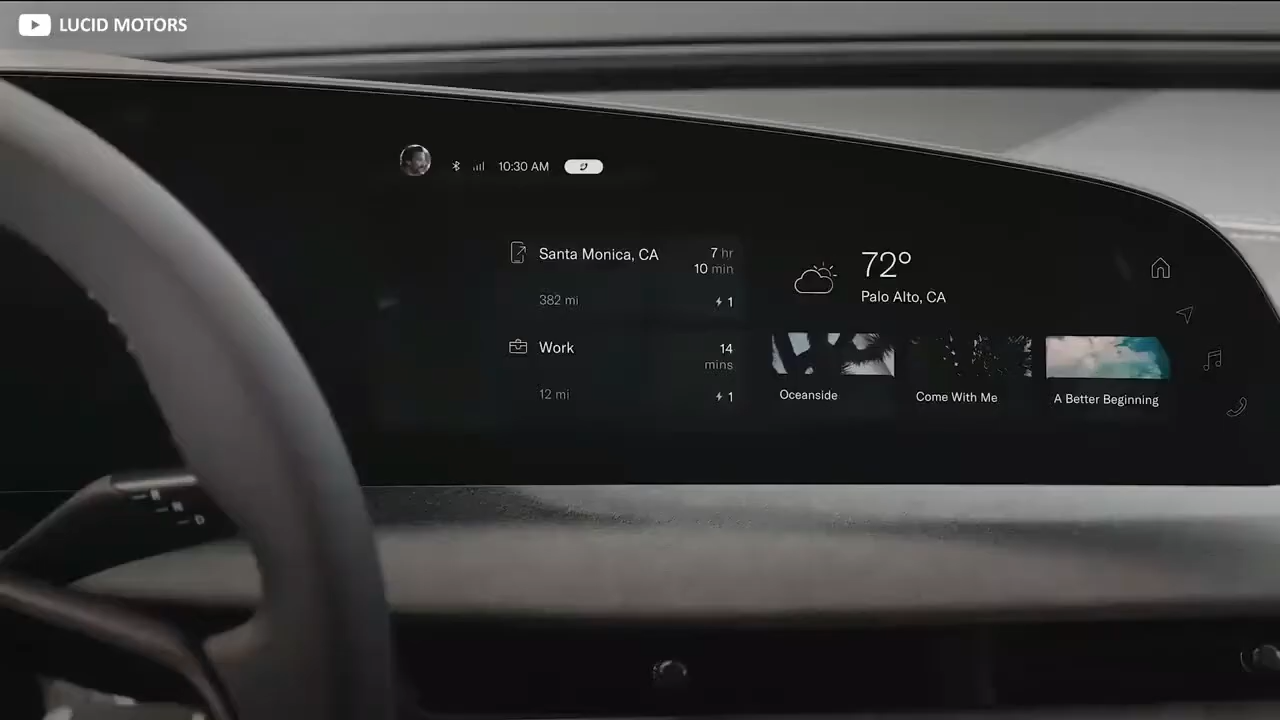 LUCID MOTORS
10:30 AM
Santa Monica, CA
7 hr
10 min
382 mi
1
Work
14
mins
12 mi
1
72°
Palo Alto, CA
Oceanside
Come With Me
A Better Beginning
R
N
D